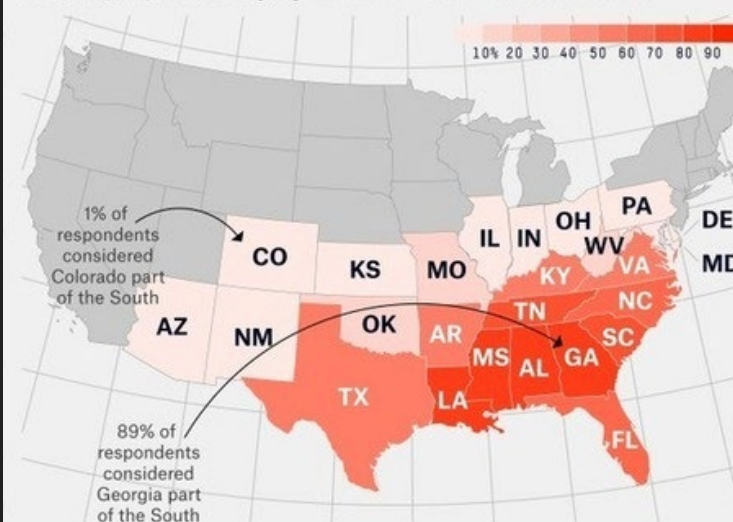 10% 20 30 40 50 60 70 80 90
1% of
respondents
considered
Colorado part
of the South
CO
KS
MO
IL
IN
OH
PA
WV
DE
MD
KY
VA
AZ
NM
OK
AR
TN
NC
SC
TX
LA
MS
AL
GA
FL
89% of
respondents
considered
Georgia part
of the South